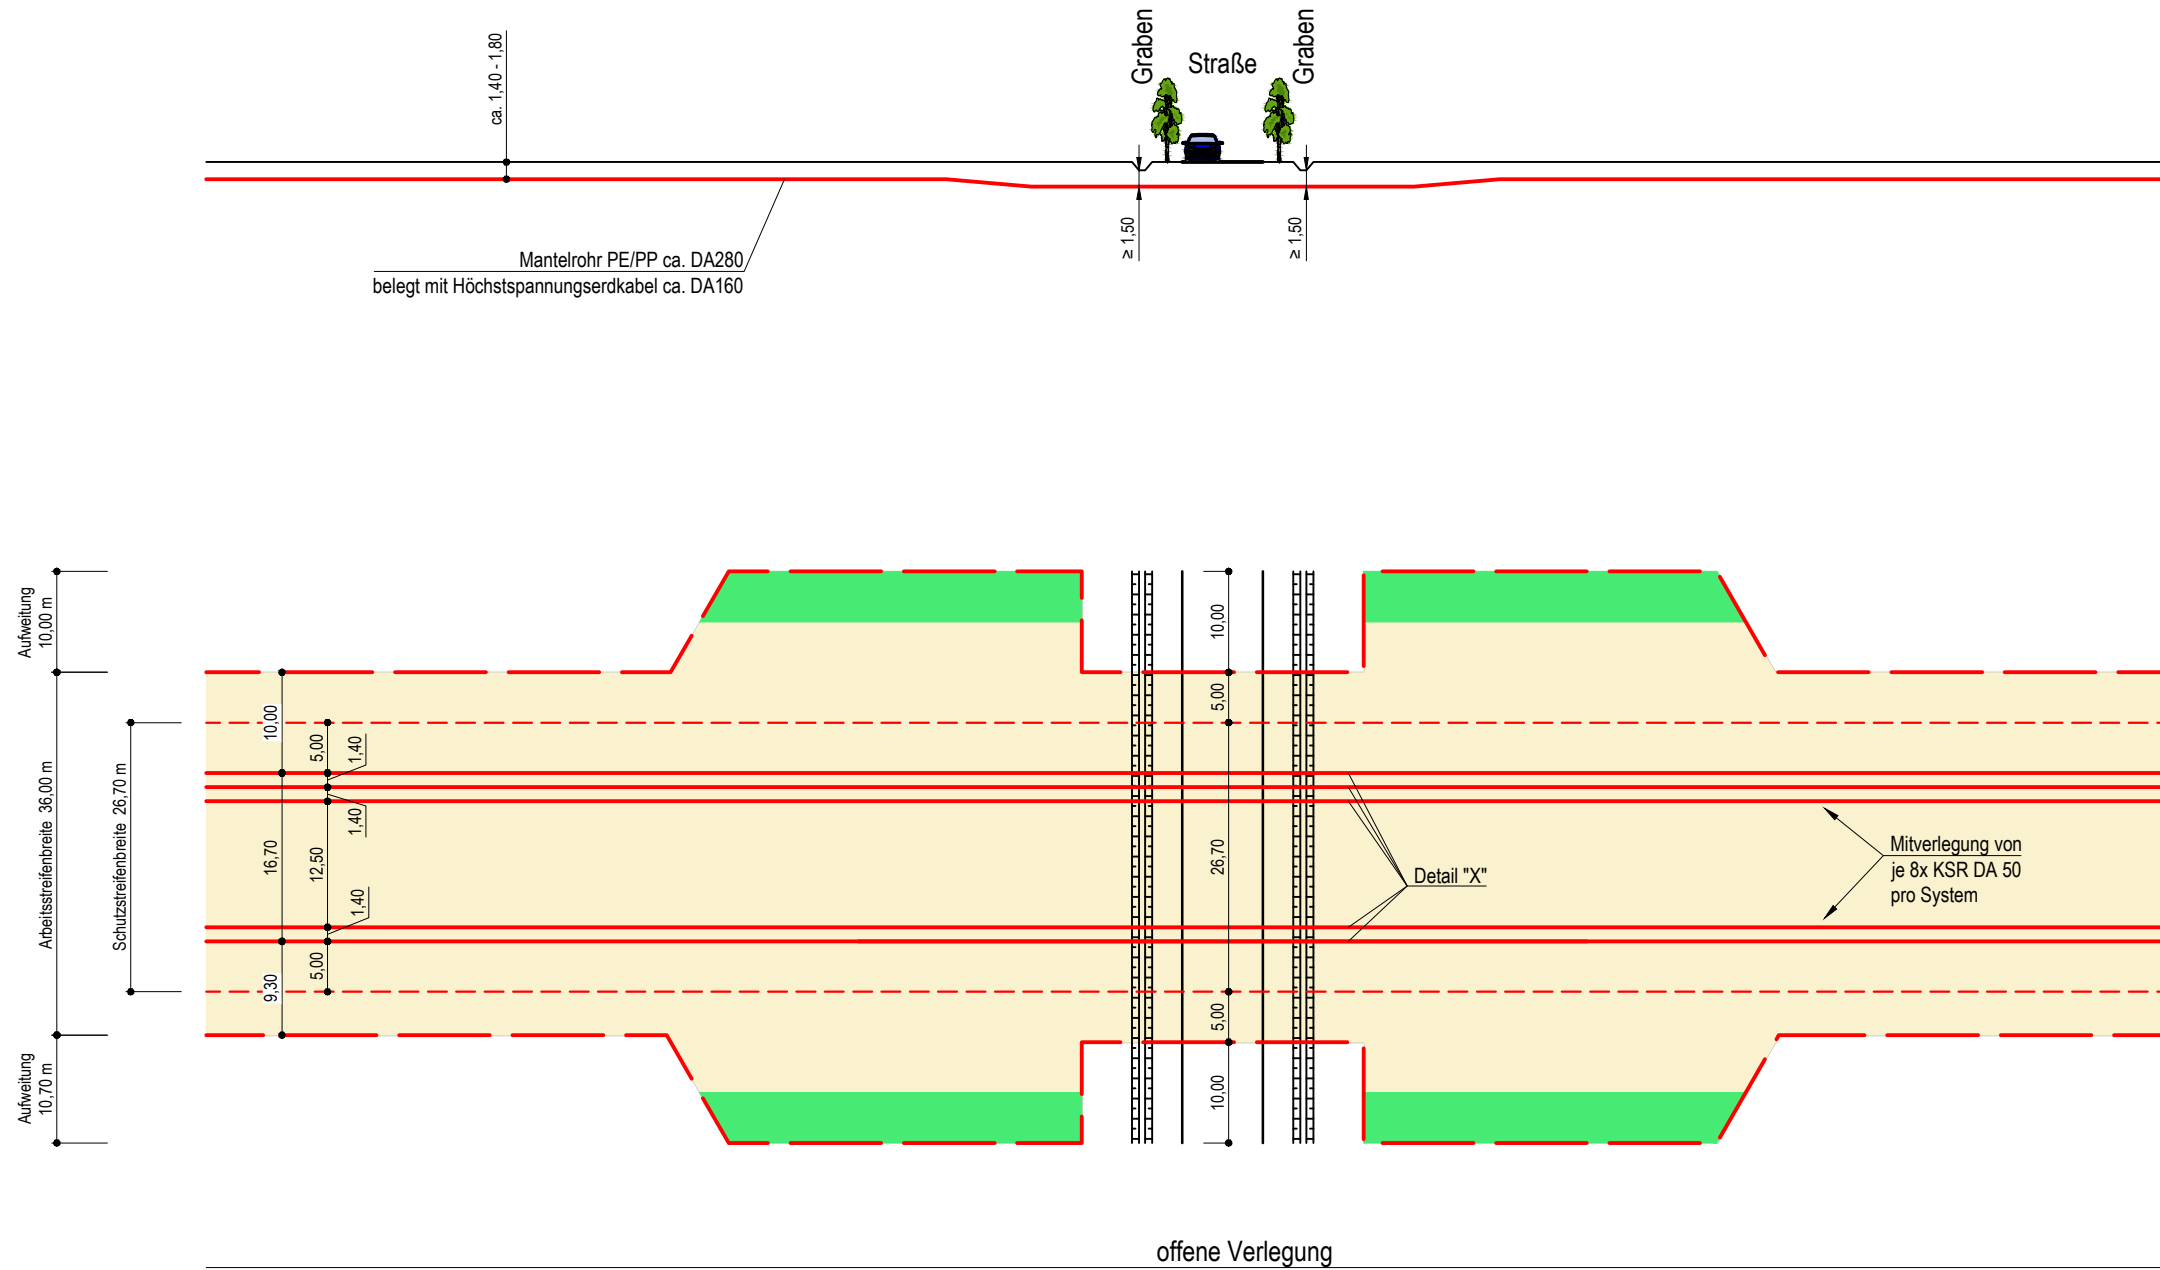 Graben
Straße
Graben
ca. 1,40 - 1,80
≥ 1,50
≥ 1,50
Mantelrohr PE/PP ca. DA280
belegt mit Höchstspannungserdkabel ca. DA160
Aufweitung
10,00 m
Arbeitsstreifenbreite 36,00 m
Aufweitung
10,70 m
Schutzstreifenbreite 26,70 m
10,00
16,70
9,30
5,00
1,40
1,40
12,50
1,40
5,00
10,00
5,00
26,70
5,00
10,00
Detail "X"
Mitverlegung von
je 8x KSR DA 50
pro System
offene Verlegung